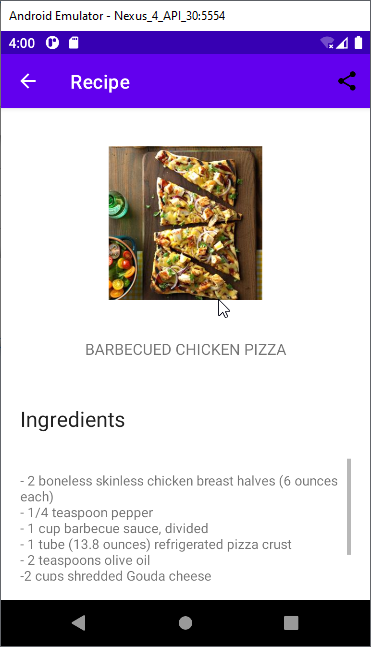 Android Emulator - Nexus_4_API_30:5554
4:00
Recipe
BARBECUED CHICKEN PIZZA
Ingredients
- 2 boneless skinless chicken breast halves (6 ounces
each)
- 1/4 teaspoon pepper
- 1 cup barbecue sauce, divided
- 1 tube (13.8 ounces) refrigerated pizza crust
- 2 teaspoons olive oil
-2 cups shredded Gouda cheese